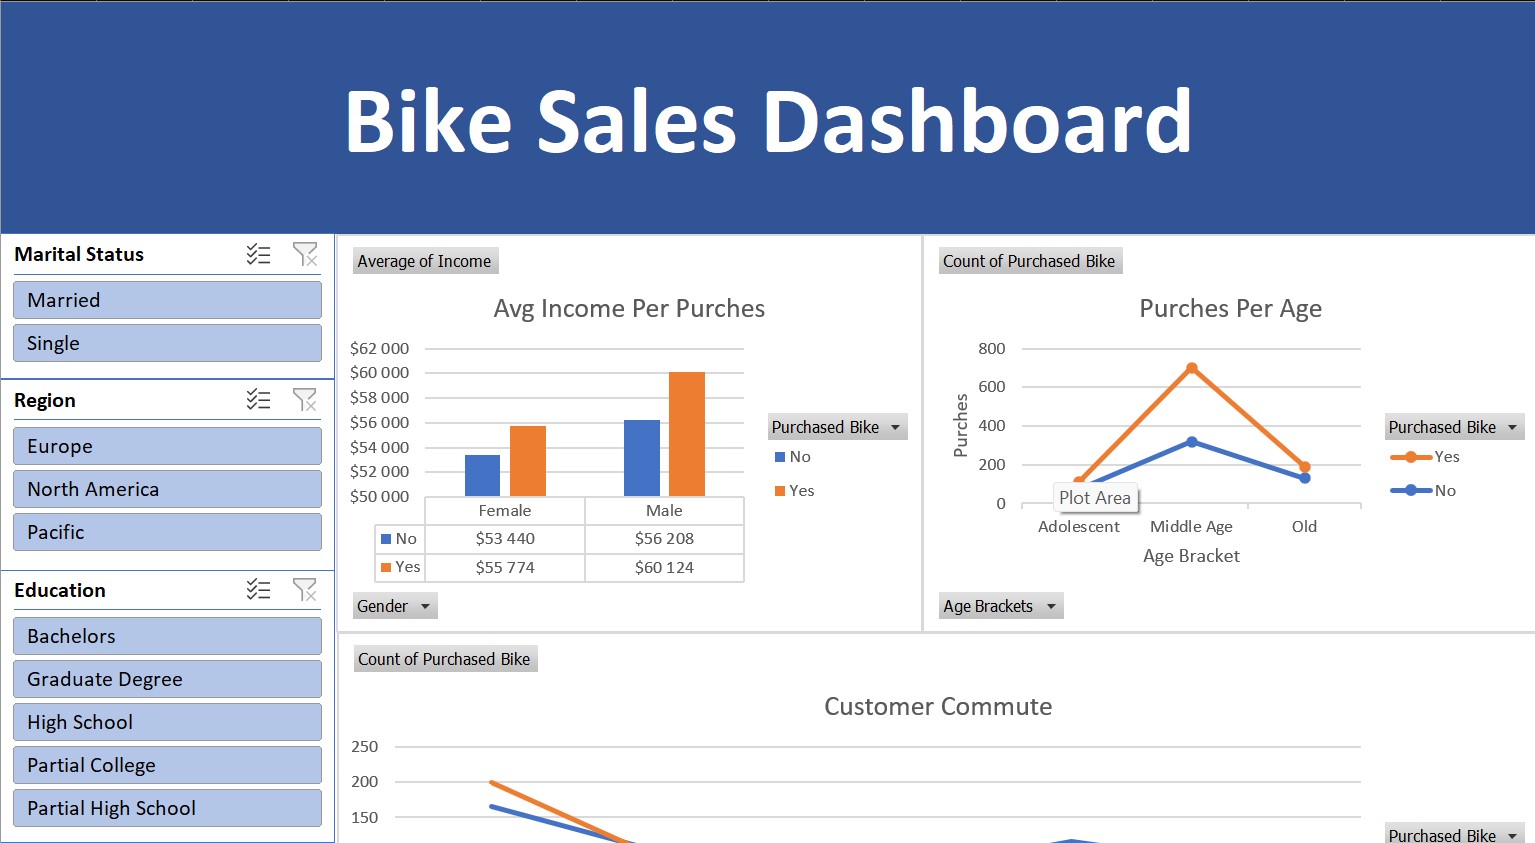 Bike Sales Dashboard
Marital Status
Married
Single
Region
Europe
North America
Pacific
Education
Bachelors
Graduate Degree
High School
Partial College
Partial High School
Average of Income
Avg Income Per Purches
$62 000
$60 000
$58 000
$56 000
$54 000
$52 000
$50 000
Female Male
No $53 440 $56 208
Yes $55 774 $60 124
Purchased Bike
No
Yes
Gender
Count of Purchased Bike
Purches Per Age
800
600
400
200
0
Purches
Plot Area
Adolescent Middle Age Old
Age Bracket
Purchased Bike
Yes
No
Age Brackets
Count of Purchased Bike
Customer Commute
250
200
150
Purchased Bike